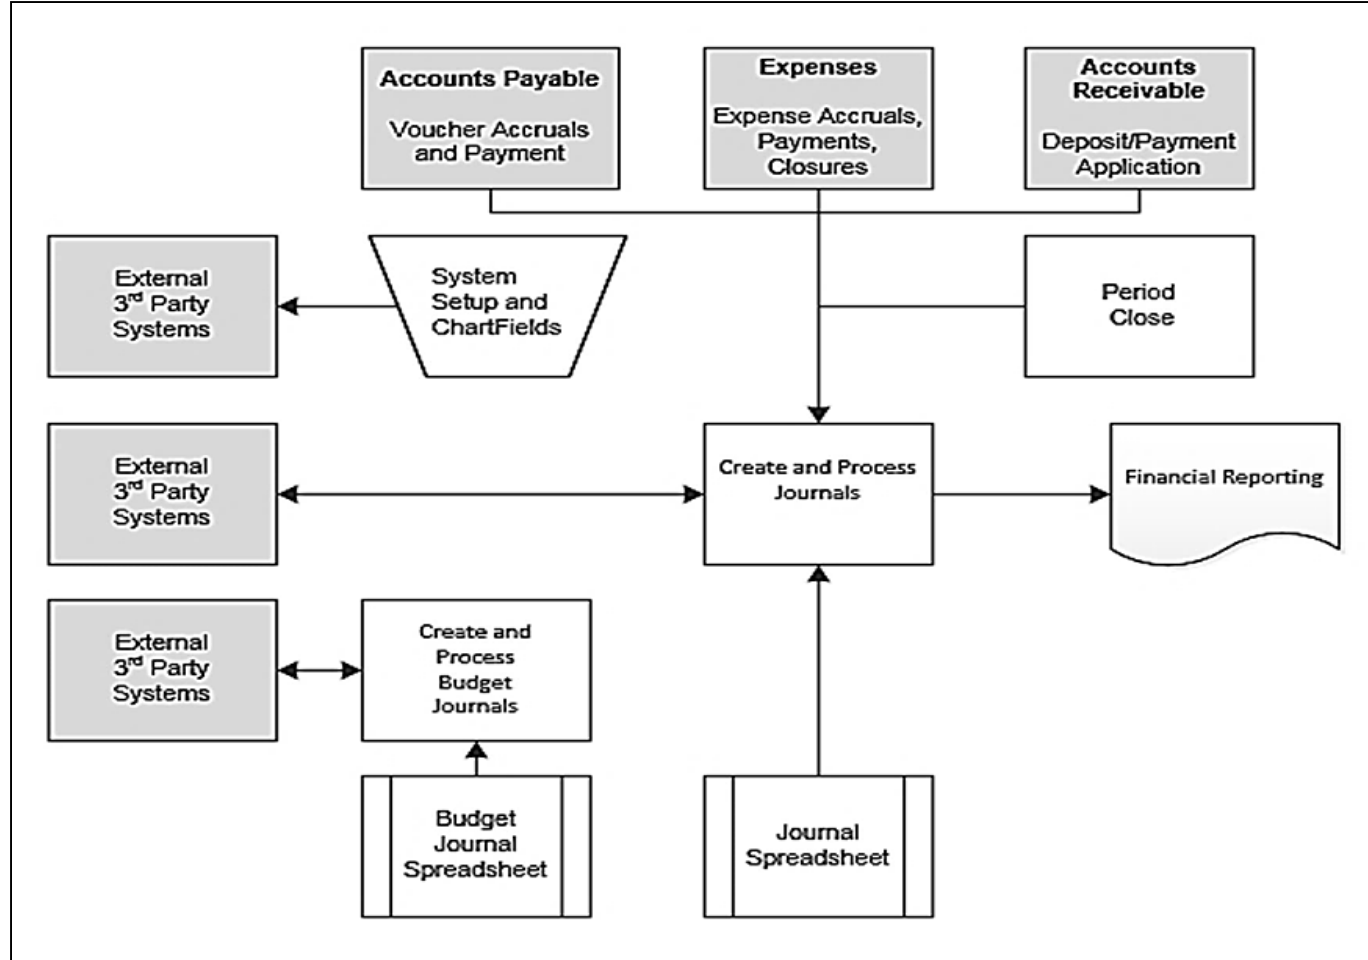 Accounts Payable
Voucher Accruals
and Payment
Expenses
Expense Accruals,
Payments,
Closures
Accounts
Receivable
Deposit/Payment
Application
External
3rd Party
Systems
System
Setup and
ChartFields
Period
Close
External
3rd Party
Systems
Create and Process
Journals
Financial Reporting
External
3rd Party
Systems
Create and
Process
Budget
Journals
Budget
Journal
Spreadsheet
Journal
Spreadsheet